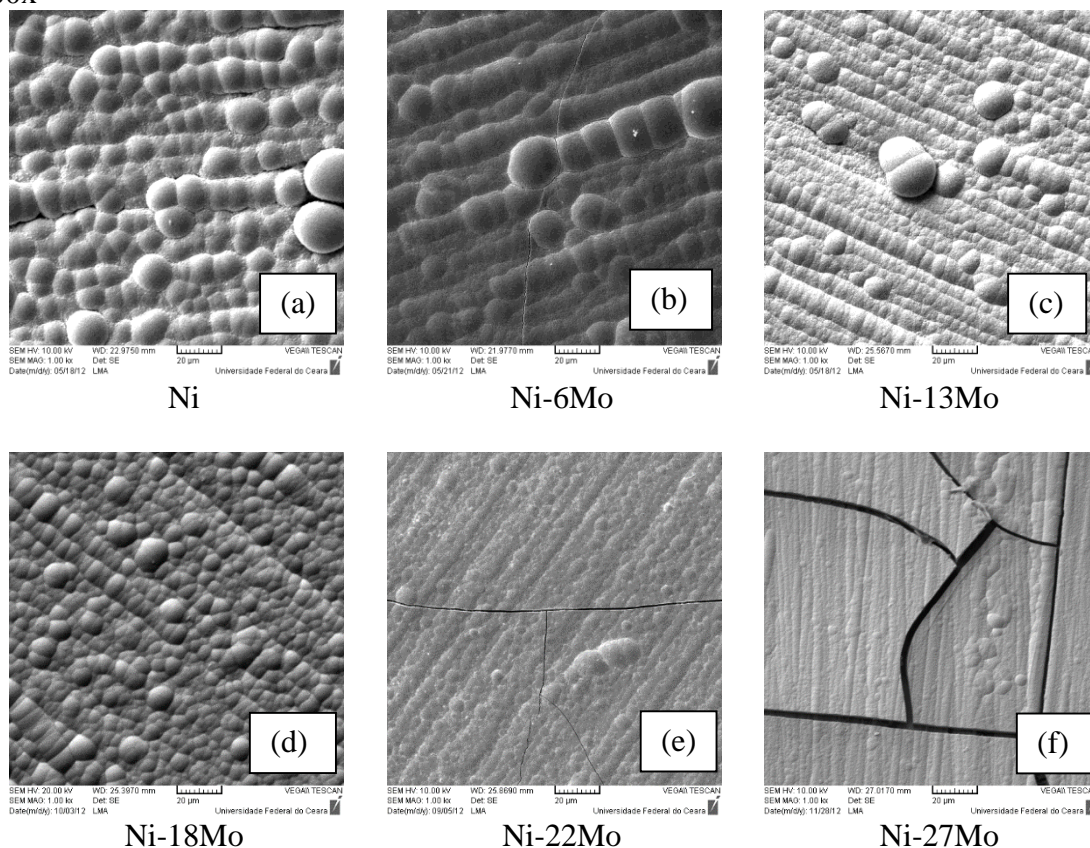 (a)
SEM HV: 10.00 kV WD: 22.9750 mm VEGA\\ TESCAN
SEM MAG: 1.00 kx Det: SE 20 µm
Date(m/d/y): 05/18/12 LMA Universidade Federal do Ceara
Ni
(b)
SEM HV: 10.00 kV WD: 21.9770 mm VEGA\\ TESCAN
SEM MAG: 1.00 kx Det: SE 20 µm
Date(m/d/y): 05/21/12 LMA Universidade Federal do Ceara
Ni-6Mo
(c)
SEM HV: 10.00 kV WD: 25.5670 mm VEGA\\ TESCAN
SEM MAG: 1.00 kx Det: SE 20 µm
Date(m/d/y): 05/18/12 LMA Universidade Federal do Ceara
Ni-13Mo
(d)
SEM HV: 20.00 kV WD: 25.3970 mm VEGA\\ TESCAN
SEM MAG: 1.00 kx Det: SE 20 µm
Date(m/d/y): 10/03/12 LMA Universidade Federal do Ceara
Ni-18Mo
(e)
SEM HV: 10.00 kV WD: 25.8690 mm VEGA\\ TESCAN
SEM MAG: 1.00 kx Det: SE 20 µm
Date(m/d/y): 09/05/12 LMA Universidade Federal do Ceara
Ni-22Mo
(f)
SEM HV: 10.00 kV WD: 27.0170 mm VEGA\\ TESCAN
SEM MAG: 1.00 kx Det: SE 20 µm
Date(m/d/y): 11/28/12 LMA Universidade Federal do Ceara
Ni-27Mo